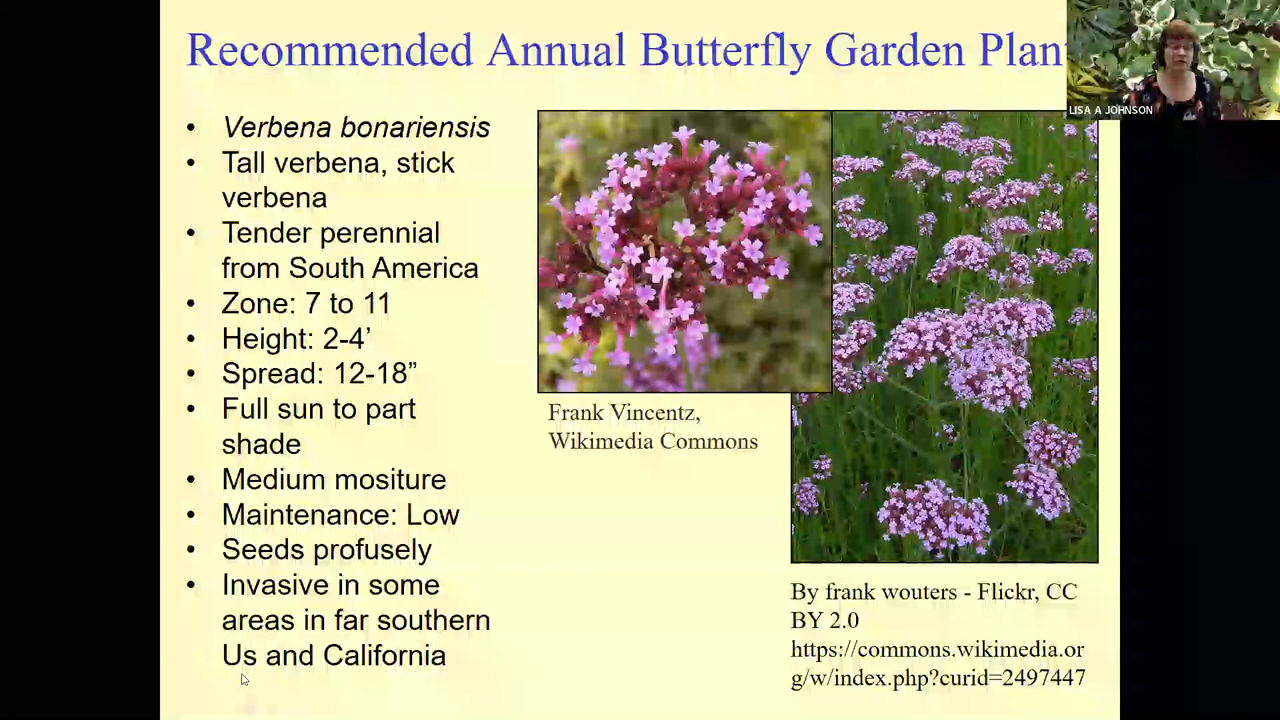 Recommended Annual Butterfly Garden Plant
LISA A JOHNSON
• Verbena bonariensis
• Tall verbena, stick
verbena
• Tender perennial
from South America
• Zone: 7 to 11
• Height: 2-4’
• Spread: 12-18”
• Full sun to part
shade
• Medium mositure
• Maintenance: Low
• Seeds profusely
• Invasive in some
areas in far southern
Us and California
Frank Vincentz,
Wikimedia Commons
By frank wouters - Flickr, CC
BY 2.0
https://commons.wikimedia.or
g/w/index.php?curid=2497447